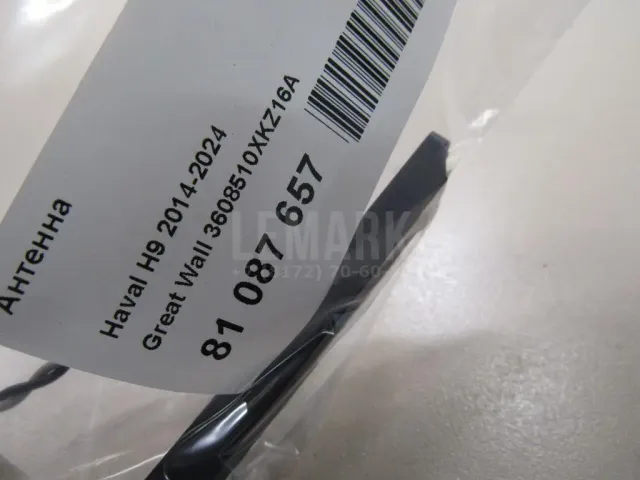 Антенна
Haval H9 2014-2024
Great Wall 3608510XKZ16A
81 087 657
LEMARK